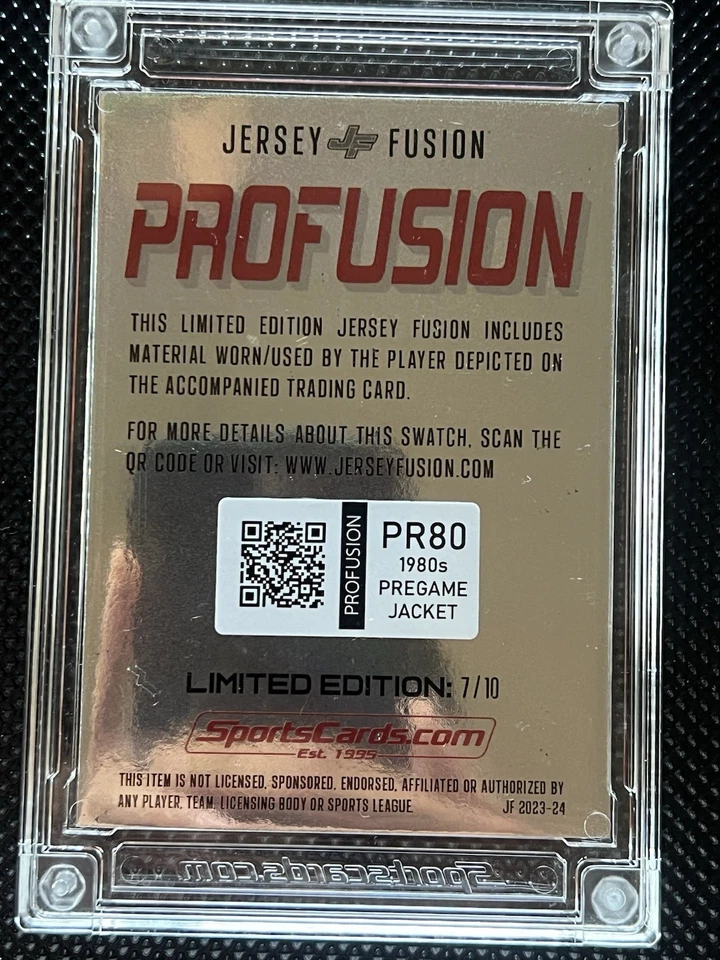 JERSEY JF FUSION
PROFUSION
THIS LIMITED EDITION JERSEY FUSION INCLUDES
MATERIAL WORN/USED BY THE PLAYER DEPICTED ON
THE ACCOMPANIED TRADING CARD.
FOR MORE DETAILS ABOUT THIS SWATCH, SCAN THE
QR CODE OR VISIT: WWW.JERSEYFUSION.COM
PROFUSION
PR80
1980s
PREGAME
JACKET
LIMITED EDITION: 7/10
SportsCards.com
Est. 1995
THIS ITEM IS NOT LICENSED, SPONSORED, ENDORSED, AFFILIATED OR AUTHORIZED BY
ANY PLAYER, TEAM, LICENSING BODY OR SPORTS LEAGUE JF 2023-24
Sportscards.com